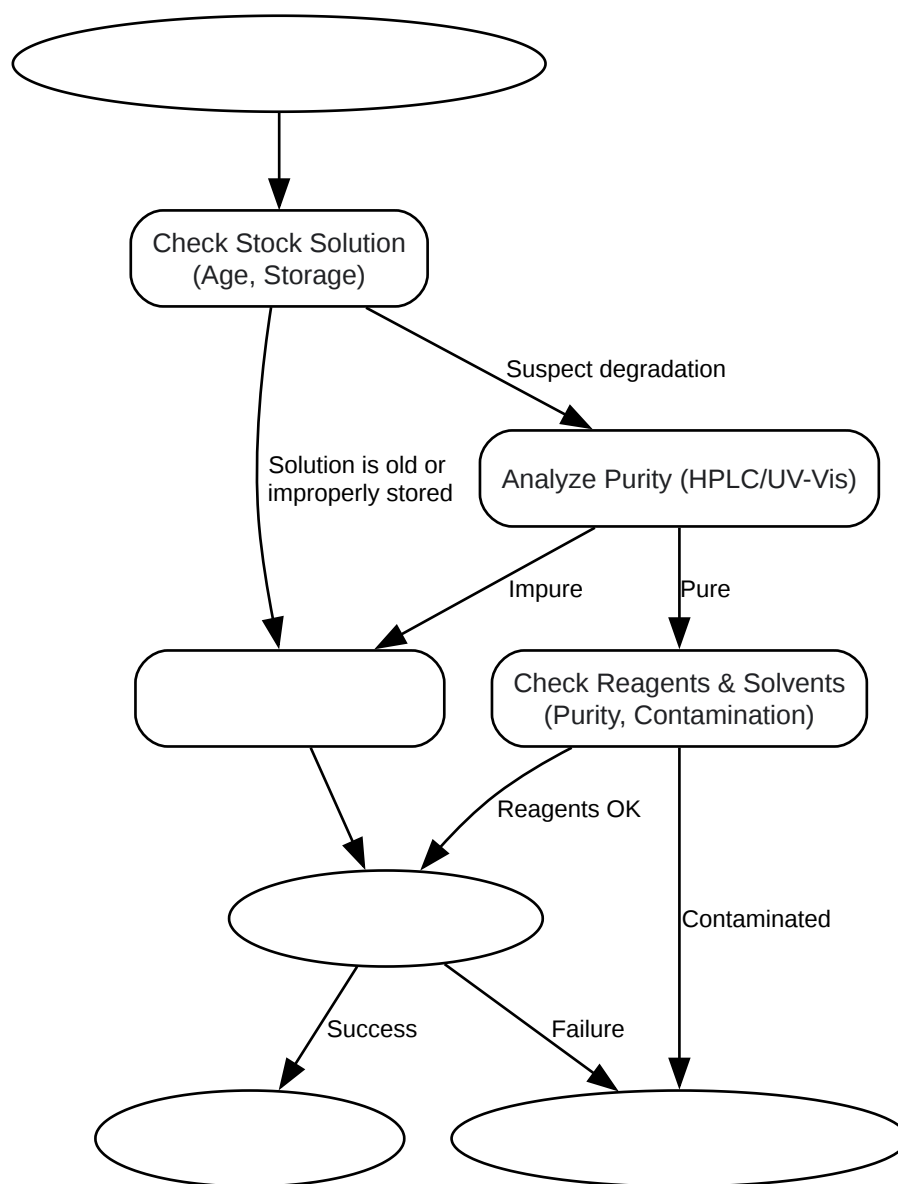 Check Stock Solution
(Age, Storage)
Suspect degradation
Solution is old or
improperly stored
Analyze Purity (HPLC/UV-Vis)
Impure
Pure
Check Reagents & Solvents
(Purity, Contamination)
Reagents OK
Contaminated
Success
Failure